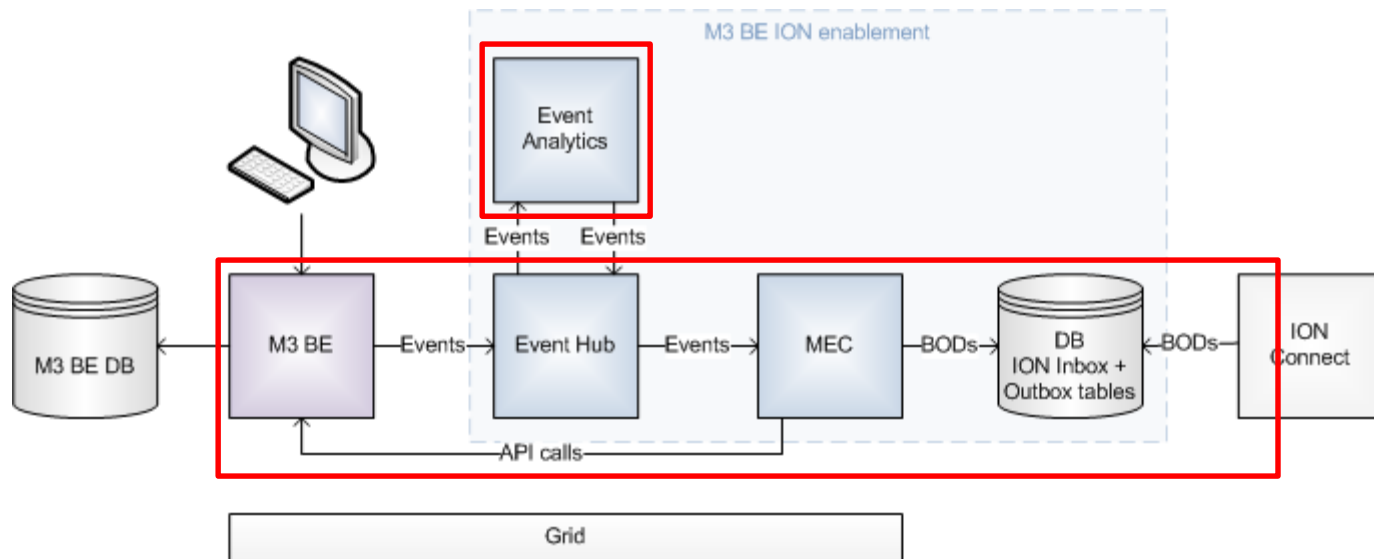 M3 BE ION enablement
Event
Analytics
Events
Events
M3 BE DB
M3 BE
Events
Event Hub
Events
MEC
BODs
DB
ION Inbox +
Outbox tables
BODs
ION
Connect
API calls
Grid